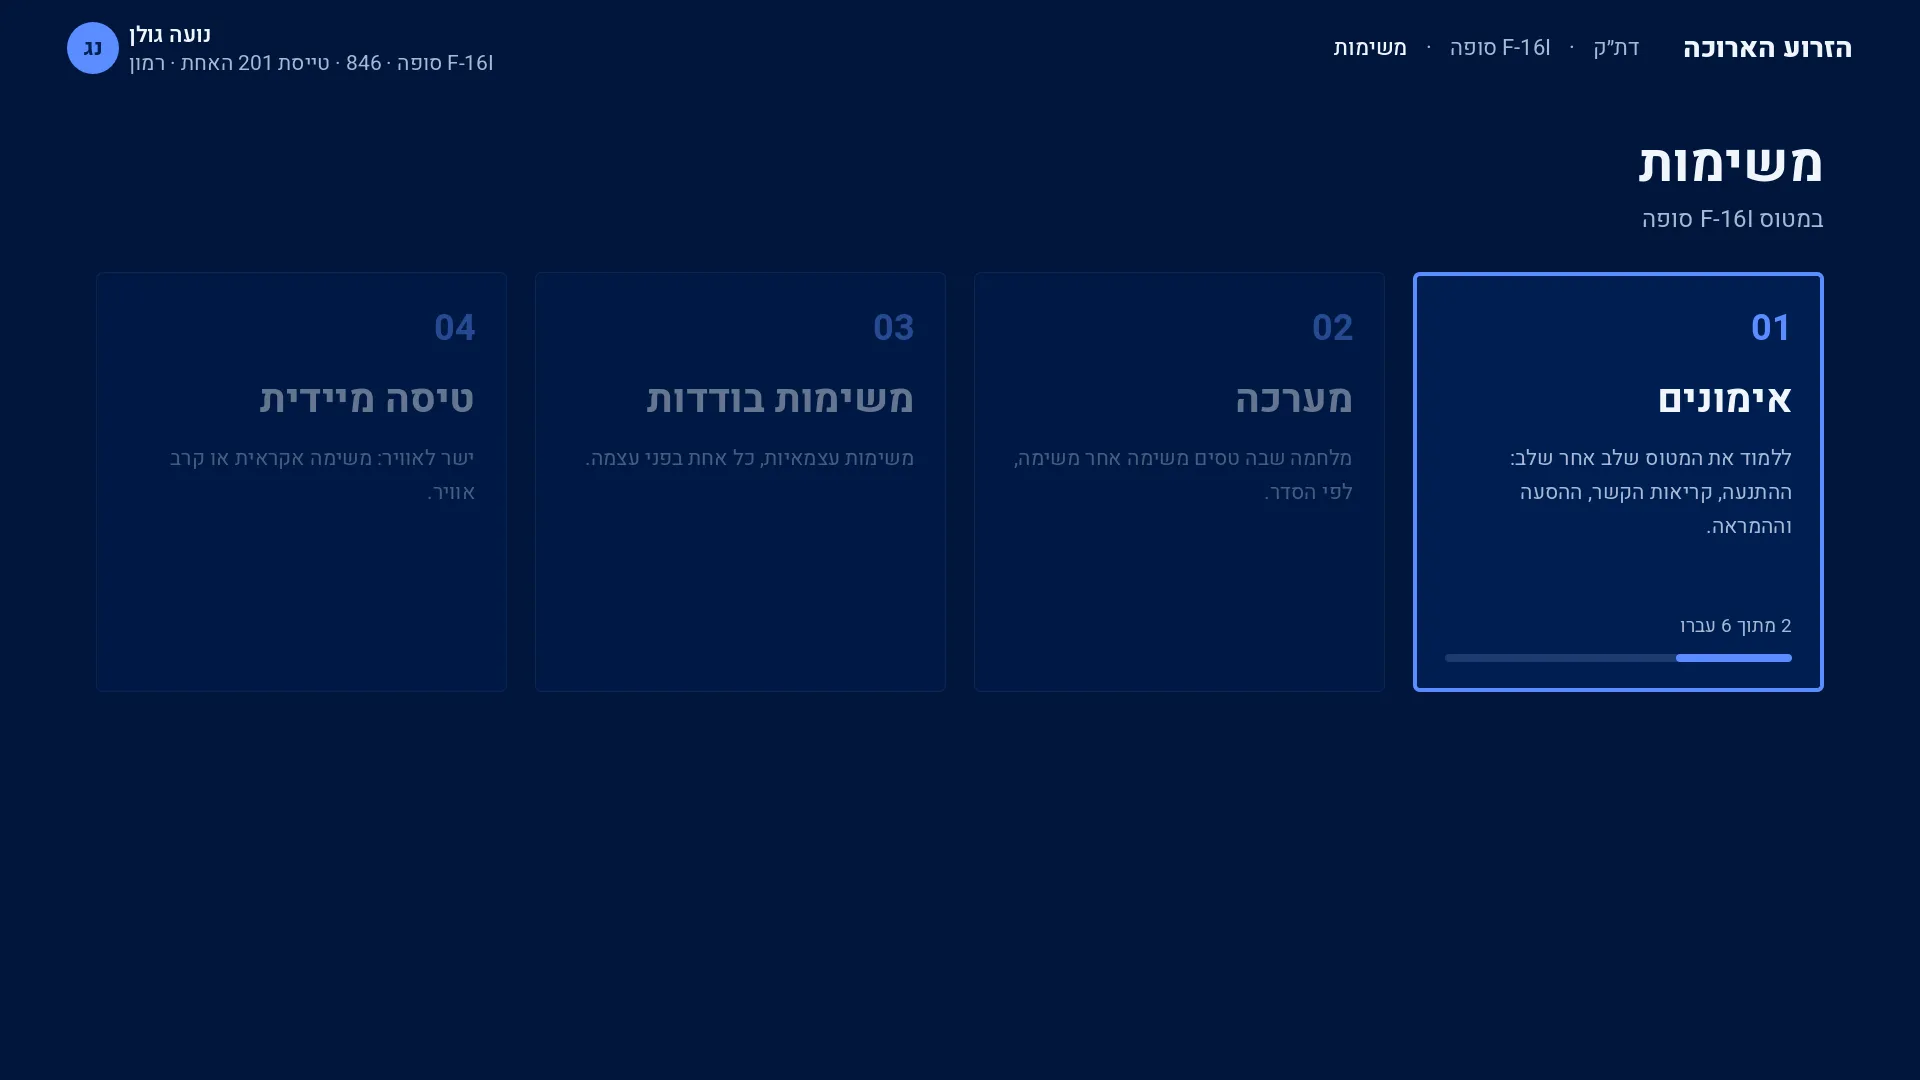 הזרוע הארוכה
דת״ק · F-16I סופה · משימות
נועה גולן
F-16I סופה · 846 · טייסת 201 האחת · רמון
נג
משימות
במטוס F-16I סופה
01
אימונים
ללמוד את המטוס שלב אחר שלב:
ההתנעה, קריאות הקשר, ההסעה
וההמראה.
2 מתוך 6 עברו
02
מערכה
מלחמה שבה טסים משימה אחר משימה,
לפי הסדר.
03
משימות בודדות
משימות עצמאיות, כל אחת בפני עצמה.
04
טיסה מיידית
ישר לאוויר: משימה אקראית או קרב
אוויר.